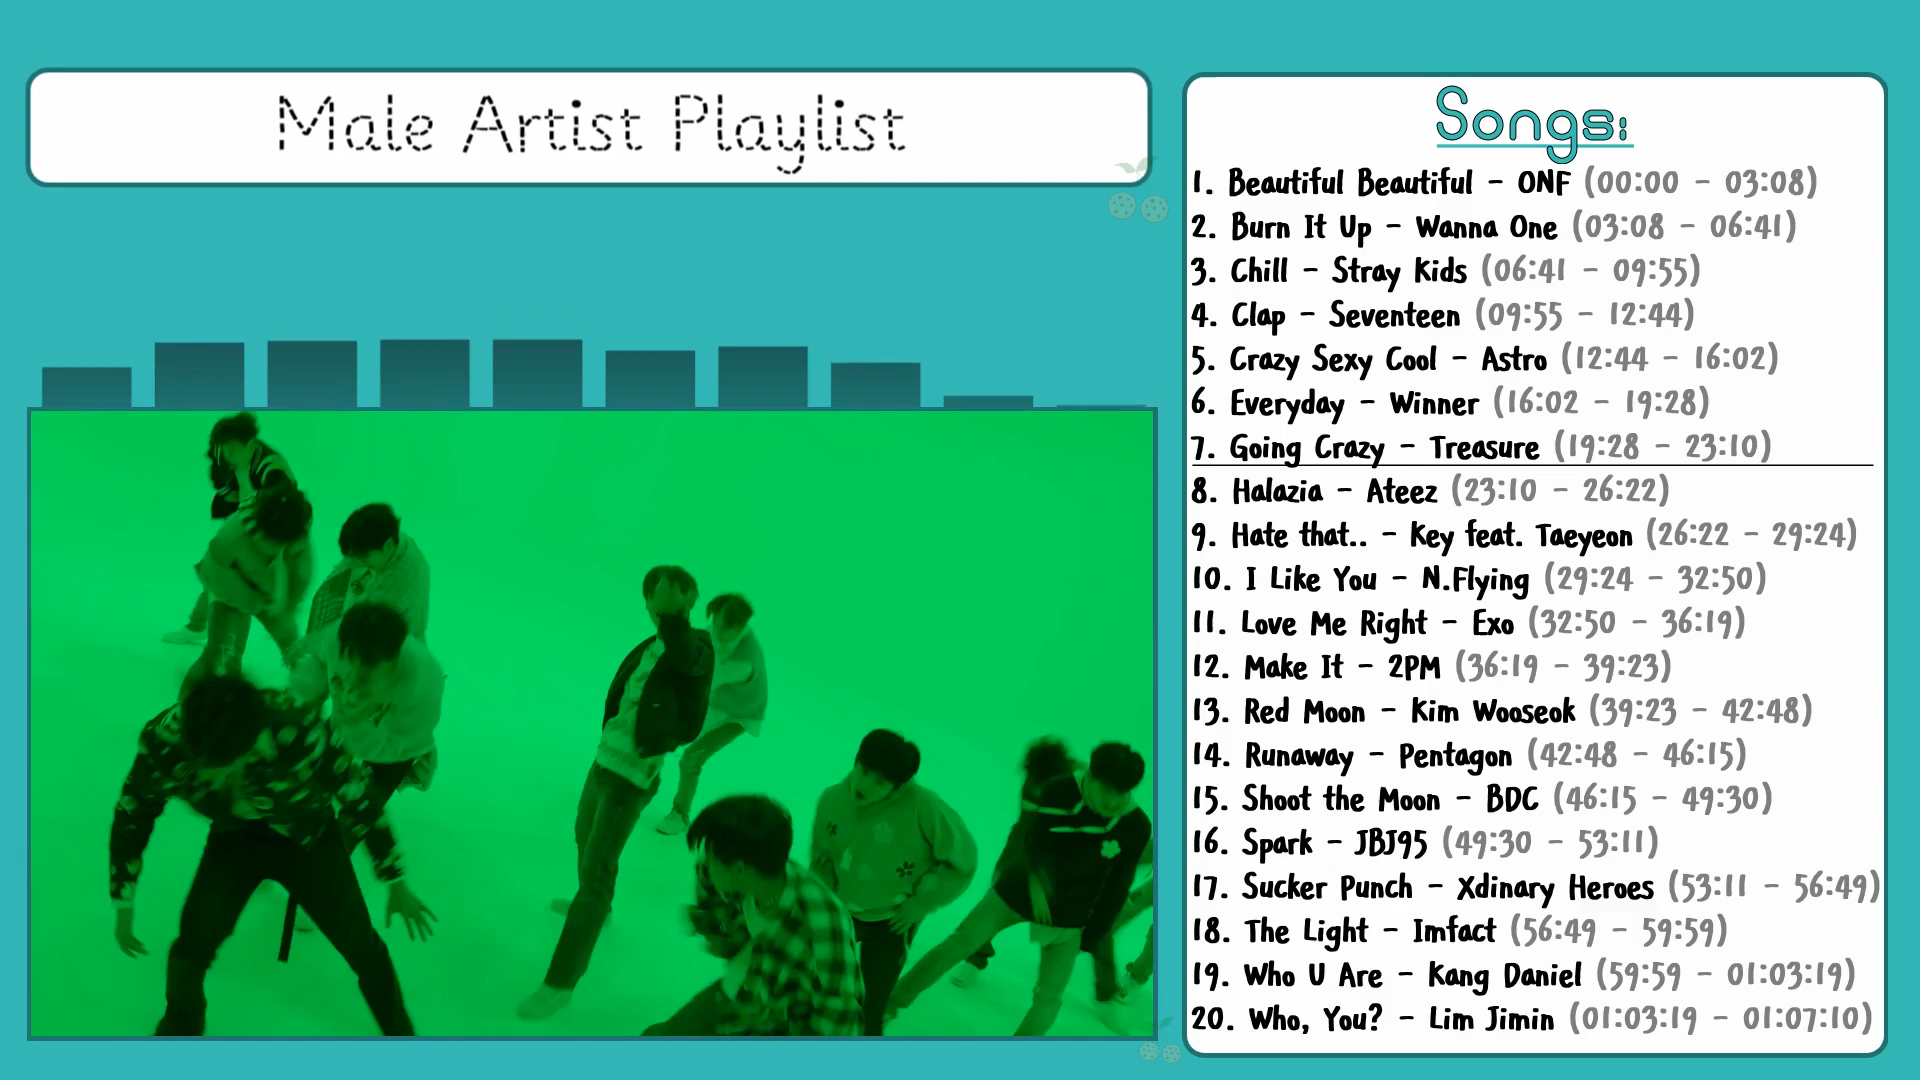 Male Artist Playlist
Songs:
1. Beautiful Beautiful - ONF (00:00 - 03:08)
2. Burn It Up - Wanna One (03:08 - 06:41)
3. Chill - Stray Kids (06:41 - 09:55)
4. Clap - Seventeen (09:55 - 12:44)
5. Crazy Sexy Cool - Astro (12:44 - 16:02)
6. Everyday - Winner (16:02 - 19:28)
7. Going Crazy - Treasure (19:28 - 23:10)
8. Halazia - Ateez (23:10 - 26:22)
9. Hate that.. - Key feat. Taeyeon (26:22 - 29:24)
10. I Like You - N.Flying (29:24 - 32:50)
11. Love Me Right - Exo (32:50 - 36:19)
12. Make It - 2PM (36:19 - 39:23)
13. Red Moon - Kim Wooseok (39:23 - 42:48)
14. Runaway - Pentagon (42:48 - 46:15)
15. Shoot the Moon - BDC (46:15 - 49:30)
16. Spark - JBJ95 (49:30 - 53:11)
17. Sucker Punch - Xdinary Heroes (53:11 - 56:49)
18. The Light - Imfact (56:49 - 59:59)
19. Who U Are - Kang Daniel (59:59 - 01:03:19)
20. Who, You? - Lim Jimin (01:03:19 - 01:07:10)